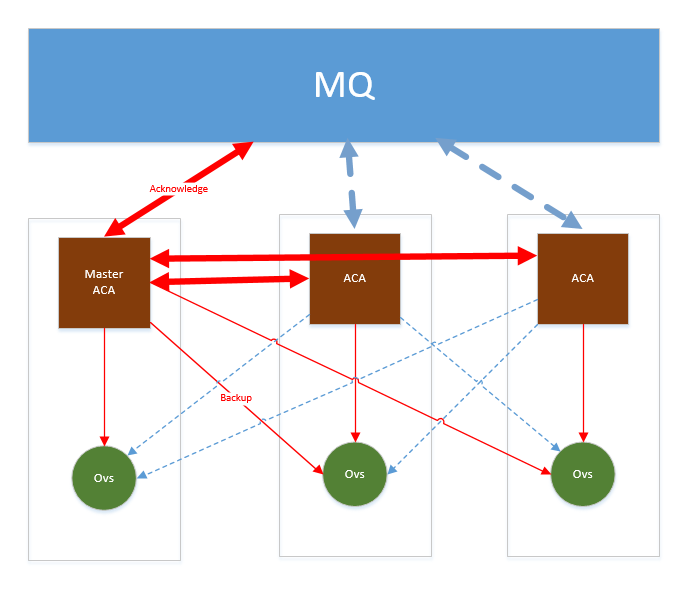 MQ
Acknowledge
Master
ACA
ACA
ACA
Backup
Ovs
Ovs
Ovs